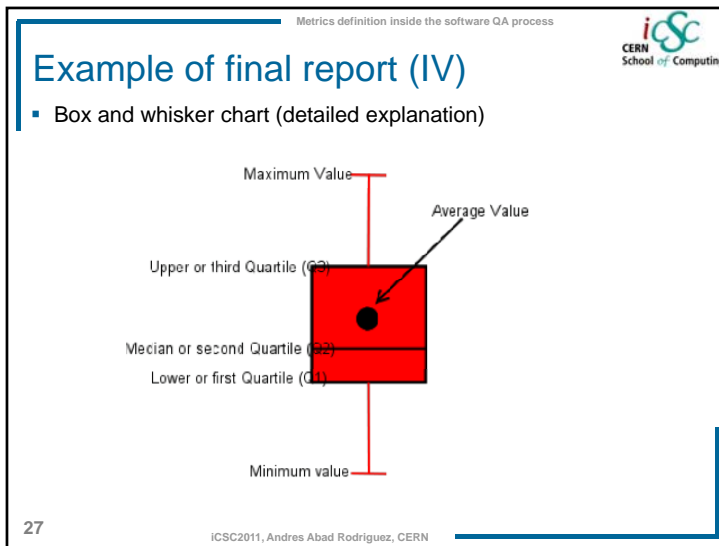 Metrics definition inside the software QA process
iCSC
CERN
School of Computin
Example of final report (IV)
▪ Box and whisker chart (detailed explanation)
Maximum Value
Average Value
Upper or third Quartile (Q3)
Median or second Quartile (Q2)
Lower or first Quartile (Q1)
Minimum value
27
iCSC2011, Andres Abad Rodriguez, CERN